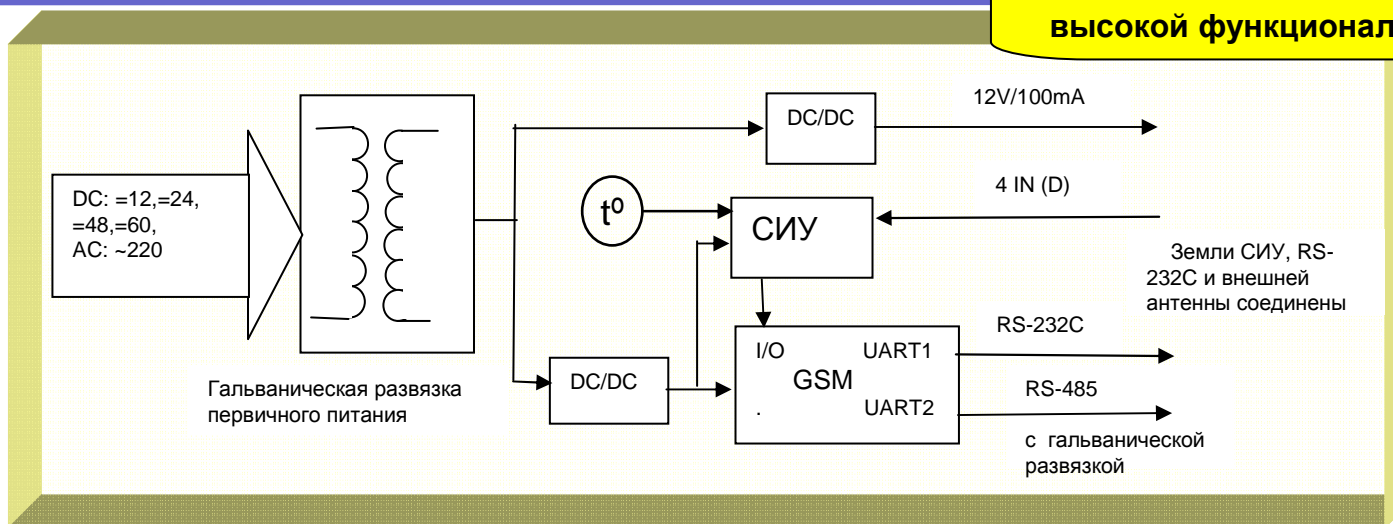 высокой функционал
12V/100mA
DC/DC
DC: =12,=24,
=48,=60,
AC: ~220
tº
СИУ
4 IN (D)
Земли СИУ, RS-
232C и внешней
антенны соединены
Гальваническая развязка
первичного питания
DC/DC
I/O UART1
GSM
. UART2
RS-232C
RS-485
с гальванической
развязкой